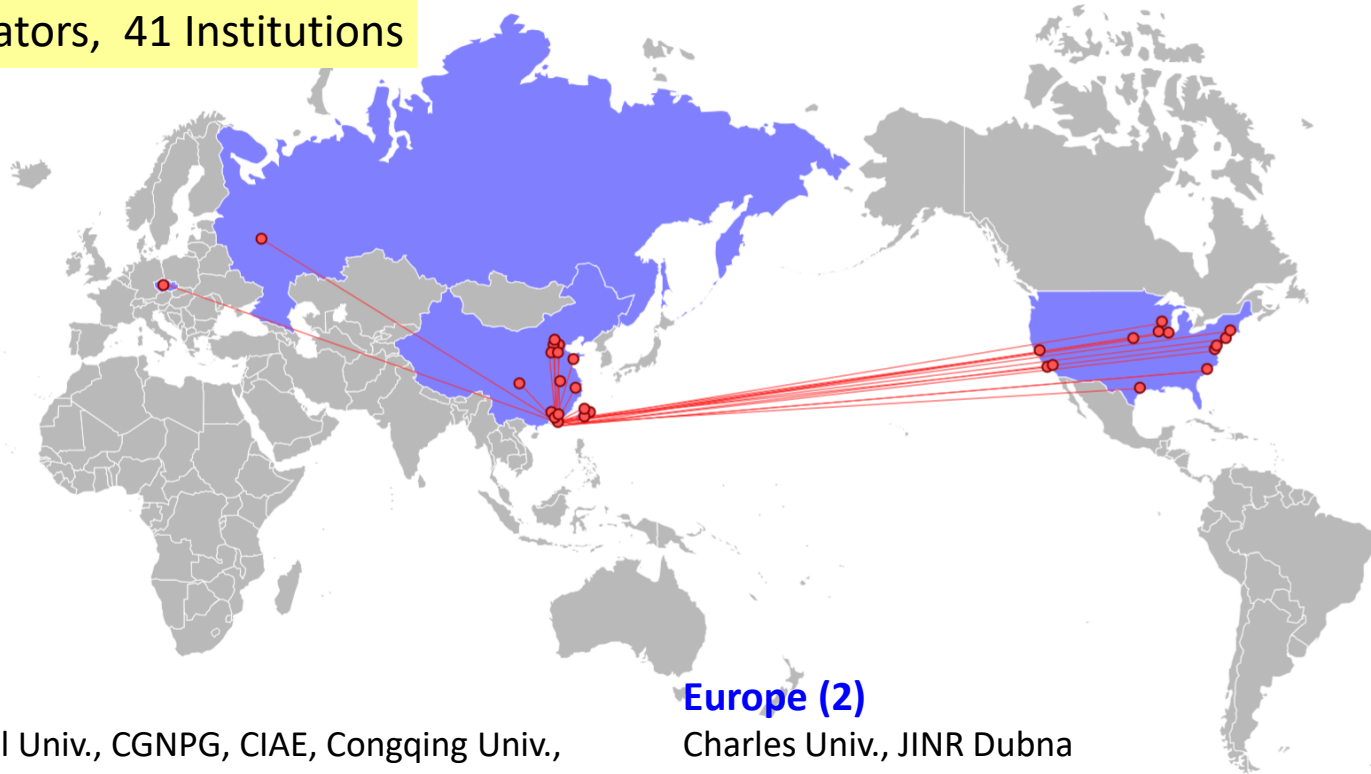 ators, 41 Institutions
Europe (2)
l Univ., CGNPG, CIAE, Congqing Univ.,
Charles Univ., JINR Dubna